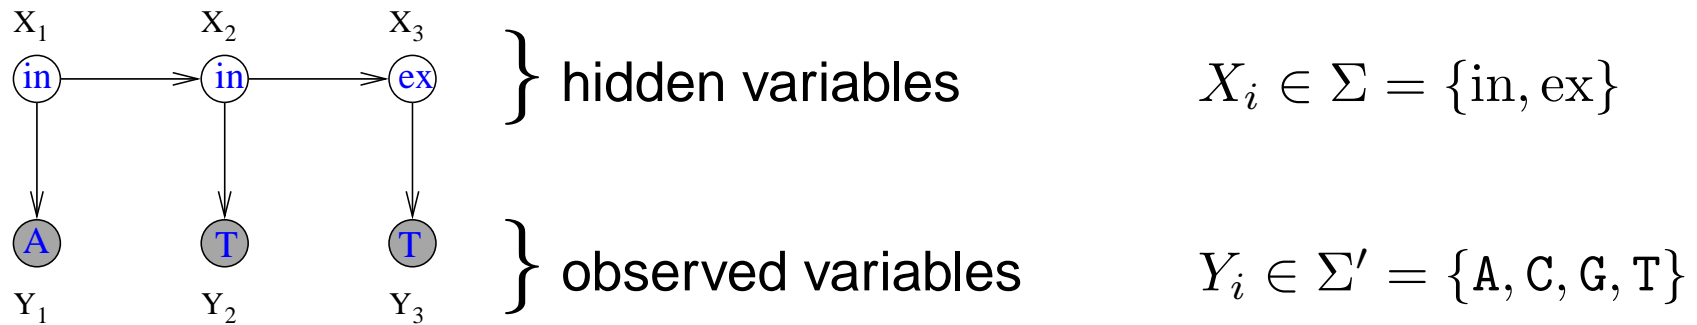 X₁ X₂ X₃
in in ex } hidden variables Xᵢ ∈ Σ = {in, ex}
A T T } observed variables Yᵢ ∈ Σ′ = {A, C, G, T}
Y₁ Y₂ Y₃